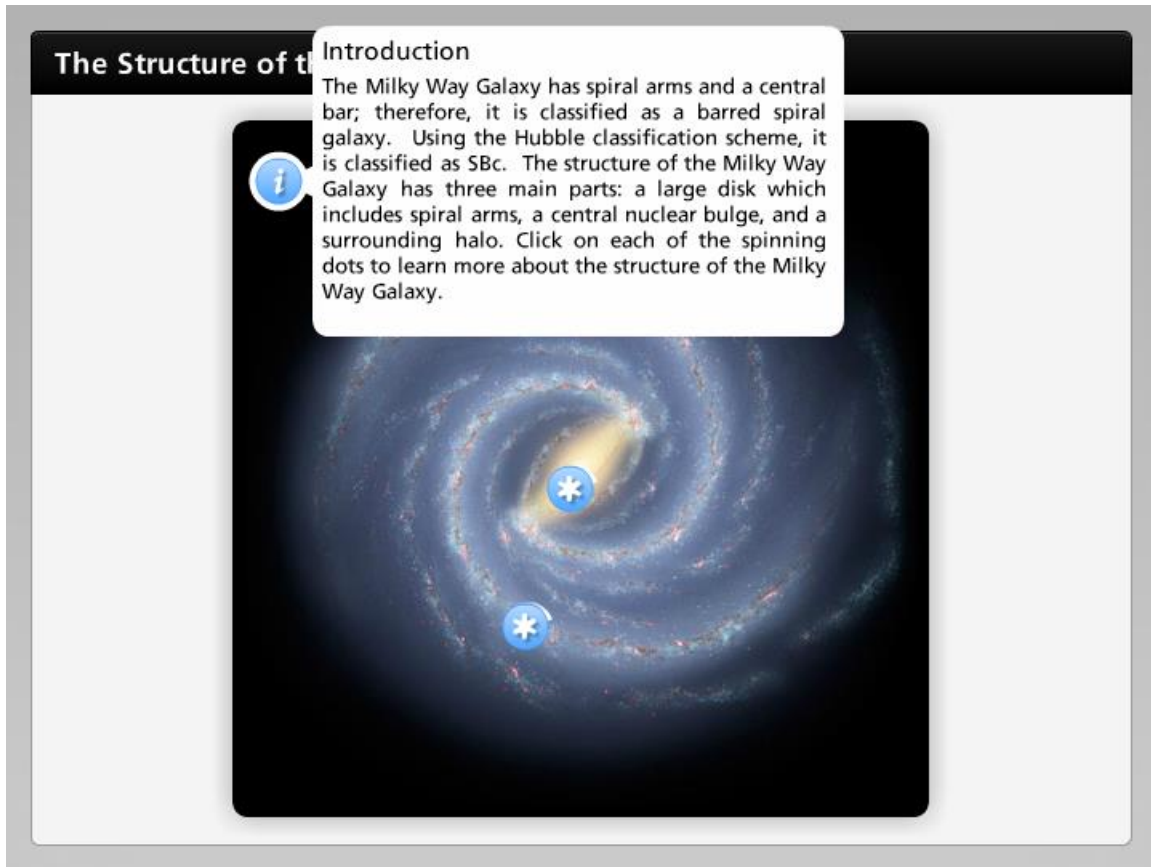 The Structure of t
Introduction
The Milky Way Galaxy has spiral arms and a central
bar; therefore, it is classified as a barred spiral
galaxy. Using the Hubble classification scheme, it
is classified as SBc. The structure of the Milky Way
Galaxy has three main parts: a large disk which
includes spiral arms, a central nuclear bulge, and a
surrounding halo. Click on each of the spinning
dots to learn more about the structure of the Milky
Way Galaxy.
i